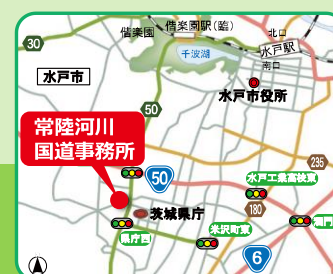 偕楽園
偕楽園駅(臨)
北口
水戸駅
南口
30
千波湖
水戸市
水戸市役所
50
常陸河川
国道事務所
50
50
235
水戸工業高校東
180
茨城県庁
県庁西
米沢町東
6